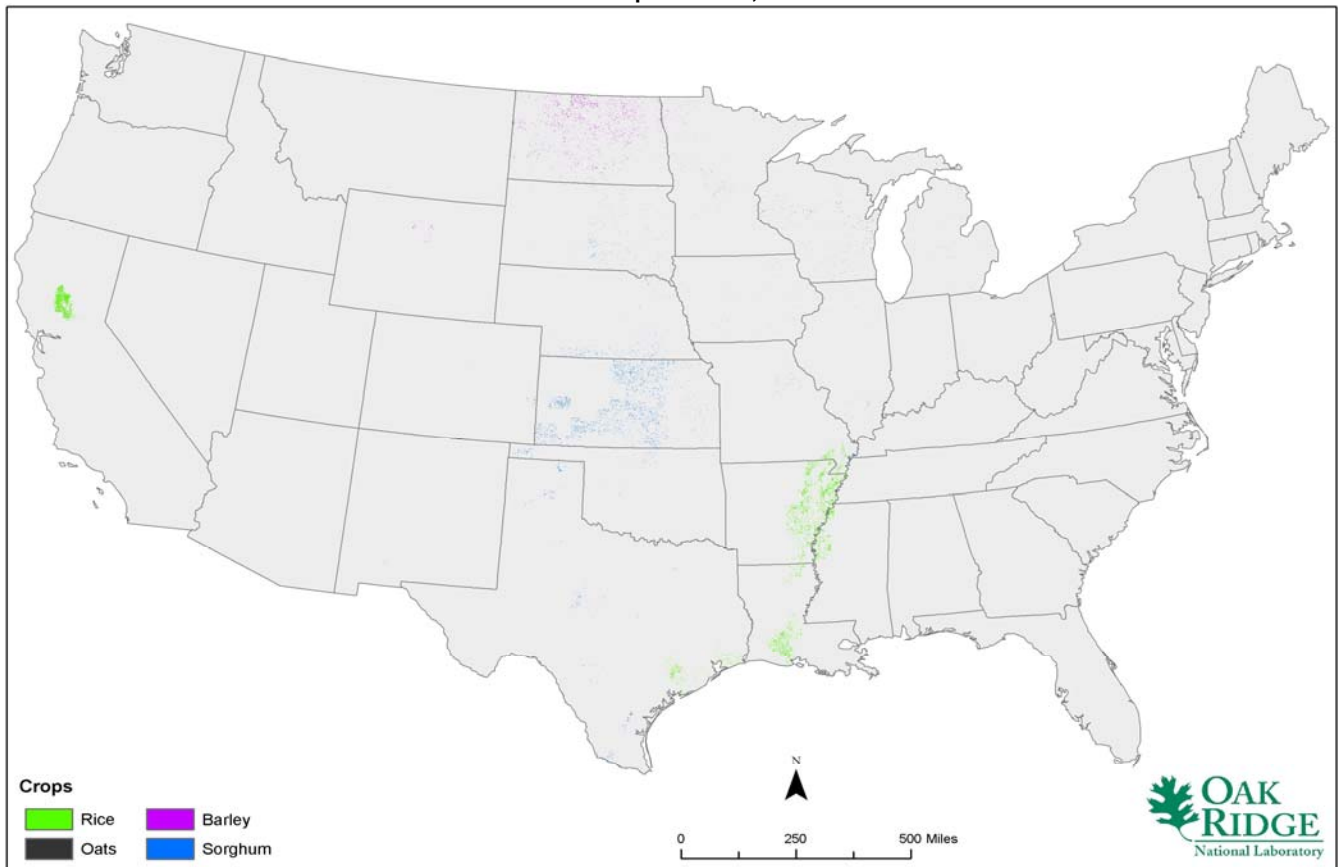 Crops
Rice
Barley
Oats
Sorghum
N
0 250 500 Miles
OAK
RIDGE
National Laboratory